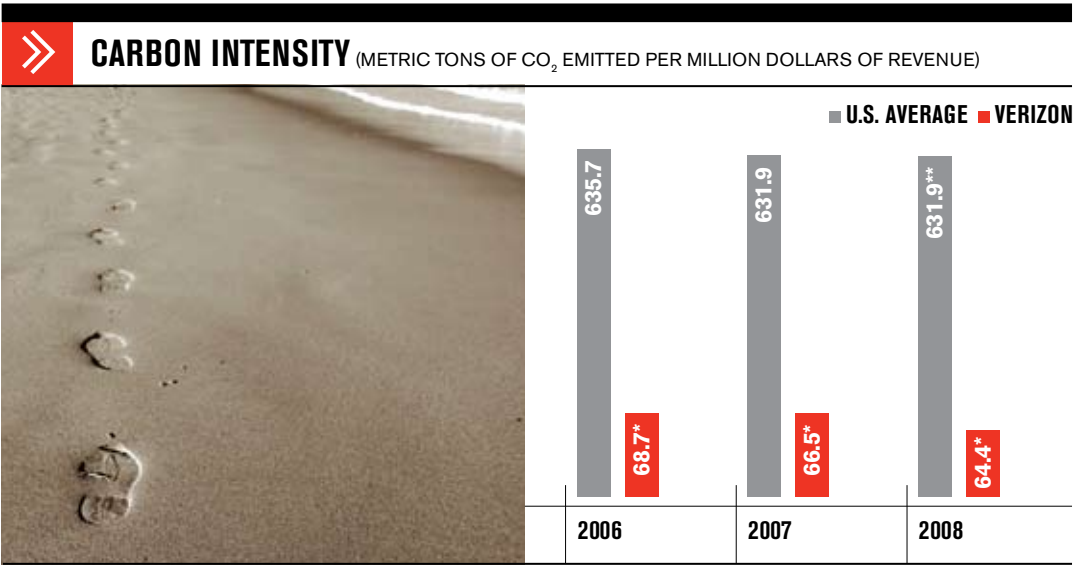 CARBON INTENSITY (METRIC TONS OF CO₂ EMITTED PER MILLION DOLLARS OF REVENUE)
U.S. AVERAGE VERIZON
635.7
68.7*
631.9
66.5*
631.9**
64.4*
2006 2007 2008